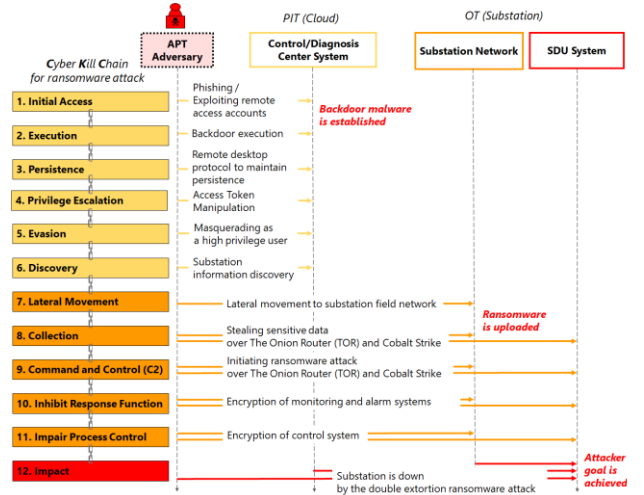 PIT (Cloud)
OT (Substation)
Cyber Kill Chain
for ransomware attack
APT
Adversary
Control/Diagnosis
Center System
Substation Network
SDU System
1. Initial Access
Phishing /
Exploiting remote
access accounts
Backdoor malware
is established
2. Execution
Backdoor execution
3. Persistence
Remote desktop
protocol to maintain
persistence
4. Privilege Escalation
Access Token
Manipulation
5. Evasion
Masquerading as
a high privilege user
6. Discovery
Substation
information discovery
7. Lateral Movement
Lateral movement to substation field network
Ransomware
is uploaded
8. Collection
Stealing sensitive data
over The Onion Router (TOR) and Cobalt Strike
9. Command and Control (C2)
Initiating ransomware attack
over The Onion Router (TOR) and Cobalt Strike
10. Inhibit Response Function
Encryption of monitoring and alarm systems
11. Impair Process Control
Encryption of control system
12. Impact
Substation is down
by the double extortion ransomware attack
Attacker
goal is
achieved